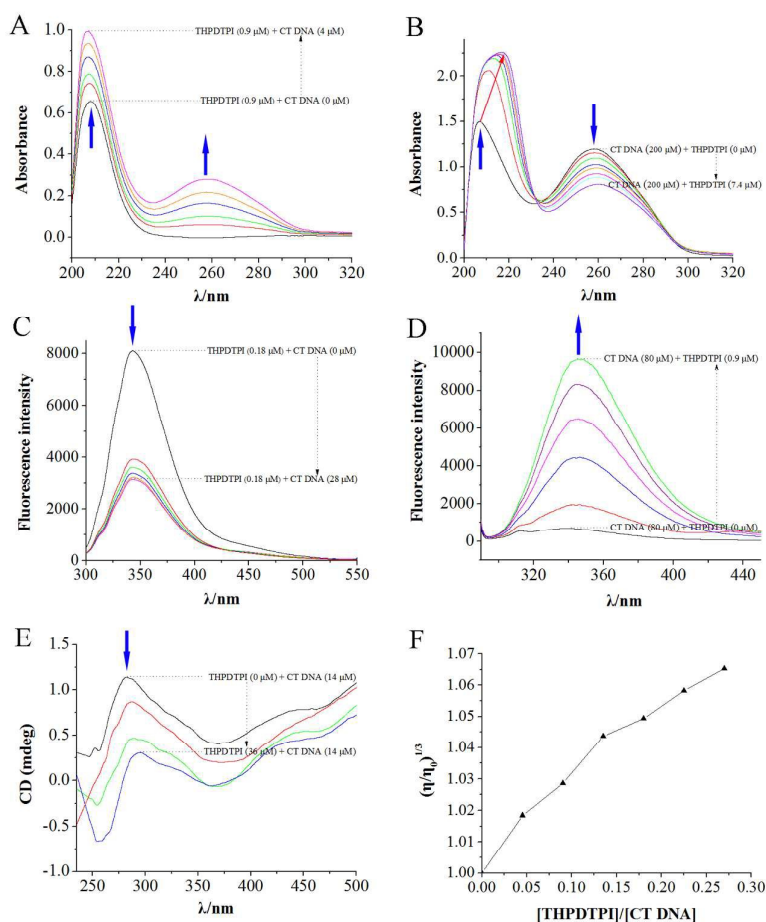 A
THPDTPI (0.9 μM) + CT DNA (4 μM)
THPDTPI (0.9 μM) + CT DNA (0 μM)
Absorbance
1.0
0.8
0.6
0.4
0.2
0.0
200 220 240 260 280 300 320
λ/nm
B
CT DNA (200 μM) + THPDTPI (0 μM)
CT DNA (200 μM) + THPDTPI (7.4 μM)
Absorbance
2.0
1.5
1.0
0.5
0.0
200 220 240 260 280 300 320
λ/nm
C
THPDTPI (0.18 μM) + CT DNA (0 μM)
THPDTPI (0.18 μM) + CT DNA (28 μM)
Fluorescence intensity
8000
6000
4000
2000
0
300 350 400 450 500 550
λ/nm
D
CT DNA (80 μM) + THPDTPI (0.9 μM)
CT DNA (80 μM) + THPDTPI (0 μM)
Fluorescence intensity
10000
8000
6000
4000
2000
0
320 360 400 440
λ/nm
E
THPDTPI (0 μM) + CT DNA (14 μM)
THPDTPI (36 μM) + CT DNA (14 μM)
CD (mdeg)
1.5
1.0
0.5
0.0
-0.5
-1.0
250 300 350 400 450 500
λ/nm
F
(η/η₀)^1/3
1.07
1.06
1.05
1.04
1.03
1.02
1.01
1.00
0.00 0.05 0.10 0.15 0.20 0.25 0.30
[THPDTPI]/[CT DNA]